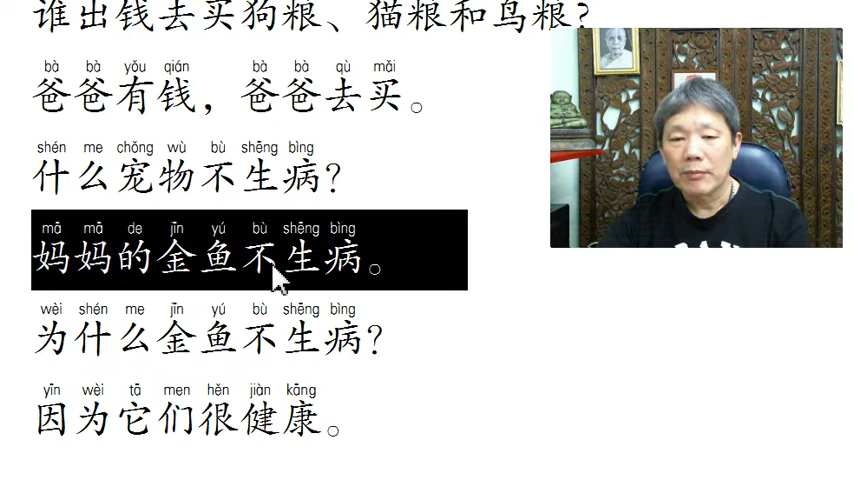 谁出钱去买狗粮、猫粮和鸟粮？
bà bà yǒu qián bà bà qù mǎi
爸爸有钱，爸爸去买。
shén me chǒng wù bù shēng bìng
什么宠物不生病？
mā mā de jīn yú bù shēng bìng
妈妈的金鱼不生病。
wèi shén me jīn yú bù shēng bìng
为什么金鱼不生病？
yīn wèi tā men hěn jiàn kāng
因为它们很健康。